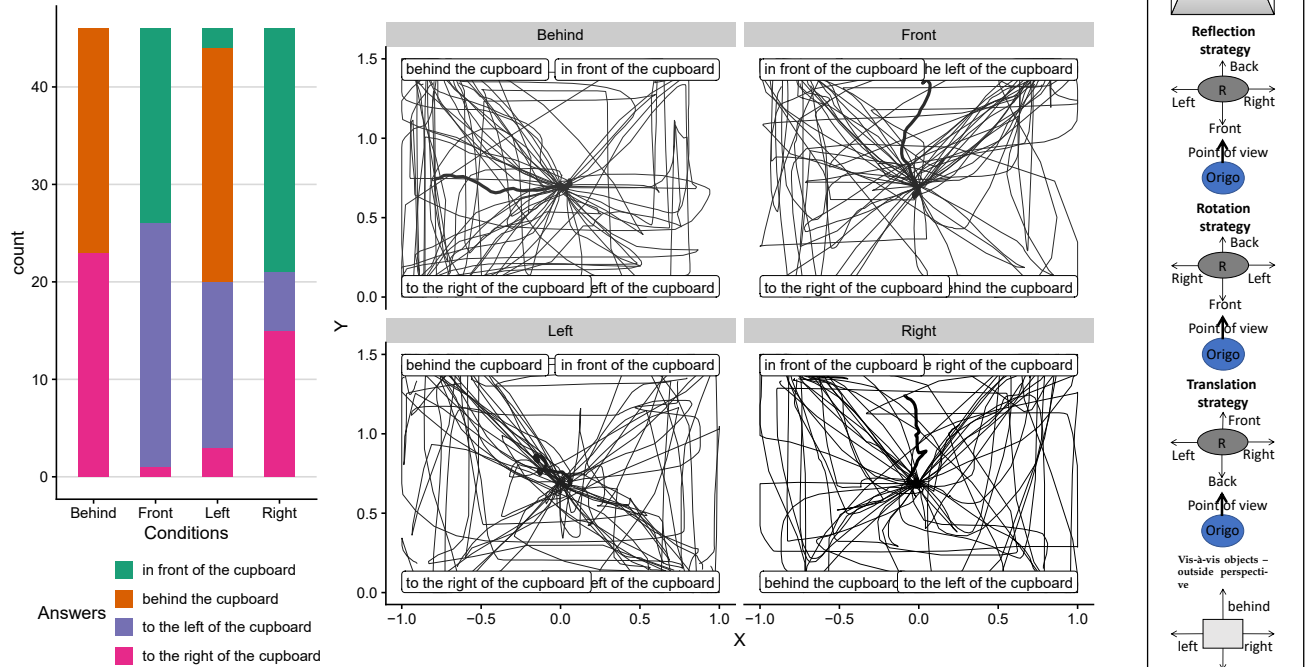 40
30
20
10
0
count
Behind Front Left Right
Conditions
Answers
in front of the cupboard
behind the cupboard
to the left of the cupboard
to the right of the cupboard
Y
Behind
1.5
1.0
0.5
0.0
behind the cupboard
in front of the cupboard
to the right of the cupboard
left of the cupboard
Front
in front of the cupboard
the left of the cupboard
to the right of the cupboard
behind the cupboard
Left
1.5
1.0
0.5
0.0
behind the cupboard
in front of the cupboard
to the right of the cupboard
left of the cupboard
−1.0 −0.5 0.0 0.5 1.0
Right
in front of the cupboard
e right of the cupboard
behind the cupboard
to the left of the cupboard
−1.0 −0.5 0.0 0.5 1.0
X
Reflection
strategy
Back
R
Left Right
Front
Point of view
Origo
Rotation
strategy
Back
R
Right Left
Front
Point of view
Origo
Translation
strategy
Front
R
Left Right
Back
Point of view
Origo
Vis-à-vis objects –
outside perspecti-
ve
behind
left right